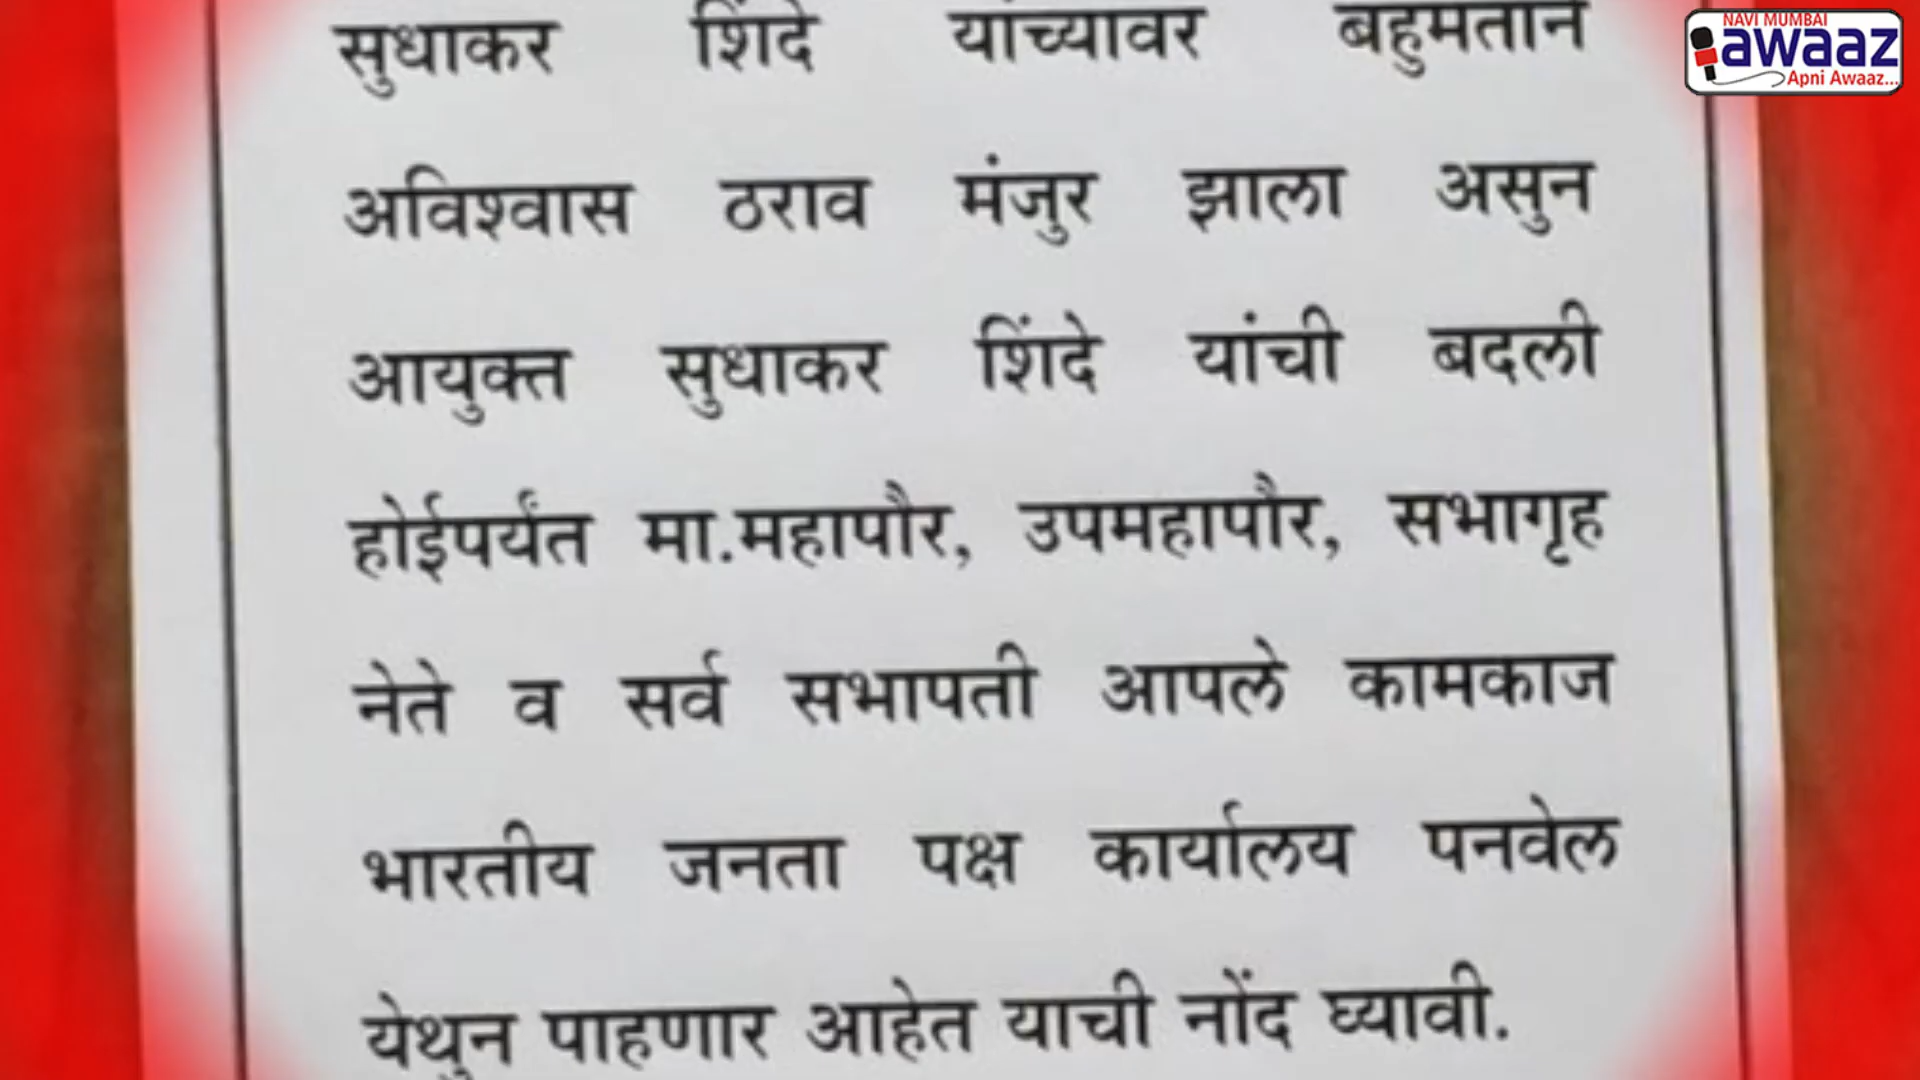 NAVI MUMBAI
awaaz
Apni Awaaz...
सुधाकर शिंदे यांच्यावर बहुमताने
अविश्वास ठराव मंजुर झाला असुन
आयुक्त सुधाकर शिंदे यांची बदली
होईपर्यंत मा.महापौर, उपमहापौर, सभागृह
नेते व सर्व सभापती आपले कामकाज
भारतीय जनता पक्ष कार्यालय पनवेल
येथुन पाहणार आहेत याची नोंद घ्यावी.